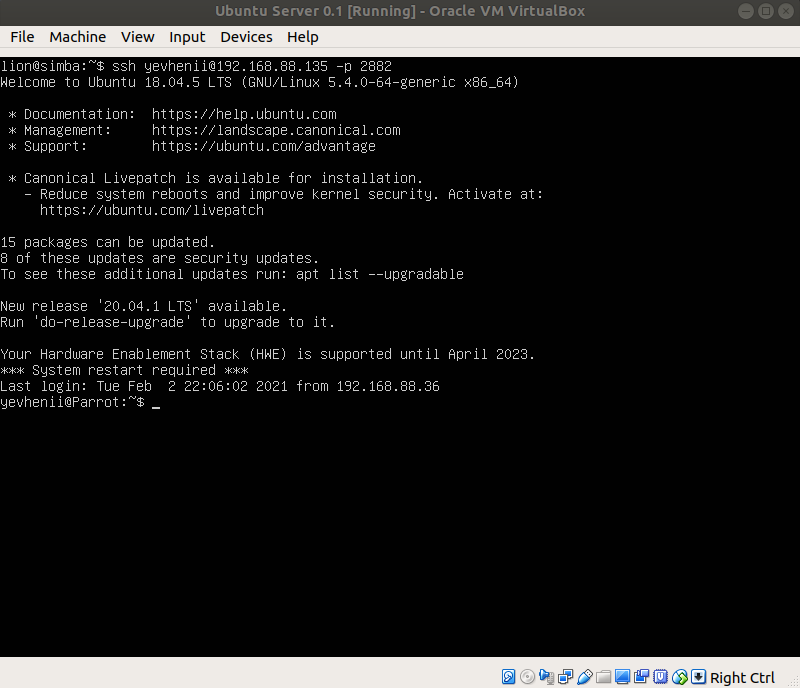 Ubuntu Server 0.1 [Running] - Oracle VM VirtualBox
File Machine View Input Devices Help
lion@simba:~$ ssh yevhenii@192.168.88.135 -p 2882
Welcome to Ubuntu 18.04.5 LTS (GNU/Linux 5.4.0-64-generic x86_64)
* Documentation: https://help.ubuntu.com
* Management: https://landscape.canonical.com
* Support: https://ubuntu.com/advantage
* Canonical Livepatch is available for installation.
- Reduce system reboots and improve kernel security. Activate at:
https://ubuntu.com/livepatch
15 packages can be updated.
8 of these updates are security updates.
To see these additional updates run: apt list --upgradable
New release '20.04.1 LTS' available.
Run 'do-release-upgrade' to upgrade to it.
Your Hardware Enablement Stack (HWE) is supported until April 2023.
*** System restart required ***
Last login: Tue Feb  2 22:06:02 2021 from 192.168.88.36
yevhenii@Parrot:~$ _
Right Ctrl